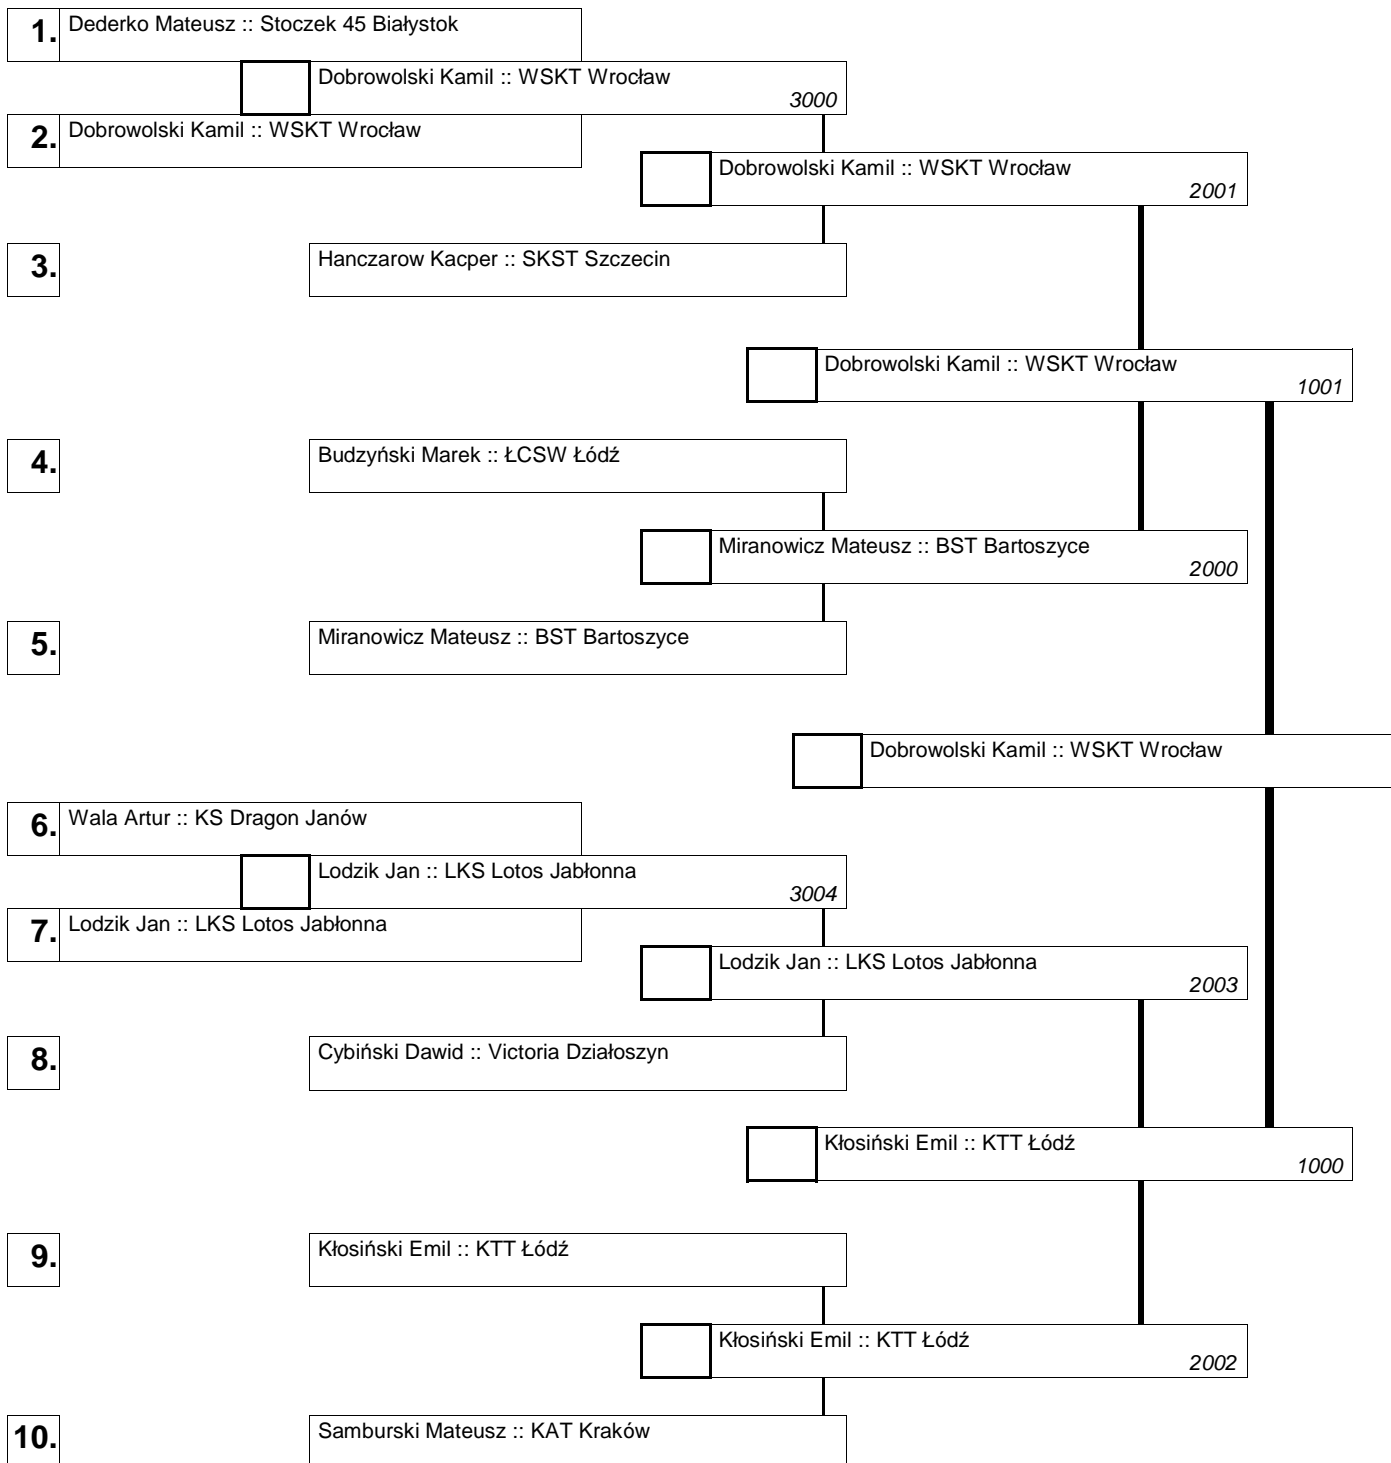 1. Dederko Mateusz :: Stoczek 45 Białystok
Dobrowolski Kamil :: WSKT Wrocław
3000
2. Dobrowolski Kamil :: WSKT Wrocław
Dobrowolski Kamil :: WSKT Wrocław
2001
3. Hanczarow Kacper :: SKST Szczecin
Dobrowolski Kamil :: WSKT Wrocław
1001
4. Budzyński Marek :: ŁCSW Łódź
Miranowicz Mateusz :: BST Bartoszyce
2000
5. Miranowicz Mateusz :: BST Bartoszyce
Dobrowolski Kamil :: WSKT Wrocław
6. Wala Artur :: KS Dragon Janów
Lodzik Jan :: LKS Lotos Jabłonna
3004
7. Lodzik Jan :: LKS Lotos Jabłonna
Lodzik Jan :: LKS Lotos Jabłonna
2003
8. Cybiński Dawid :: Victoria Działoszyn
Kłosiński Emil :: KTT Łódź
1000
9. Kłosiński Emil :: KTT Łódź
Kłosiński Emil :: KTT Łódź
2002
10. Samburski Mateusz :: KAT Kraków